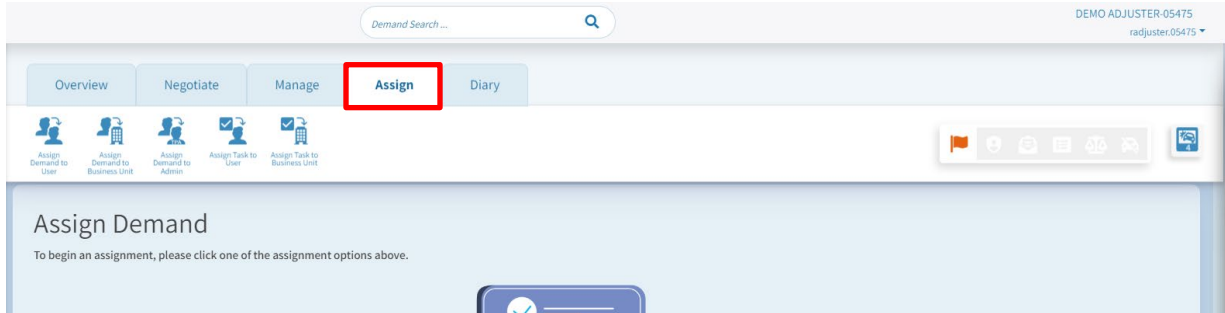 Demand Search ...
DEMO ADJUSTER-05475
radjuster.05475
Overview
Negotiate
Manage
Assign
Diary
Assign
Demand to
User
Assign
Demand to
Business Unit
Assign
Demand to
Admin
Assign Task to
User
Assign Task to
Business Unit
4
Assign Demand
To begin an assignment, please click one of the assignment options above.